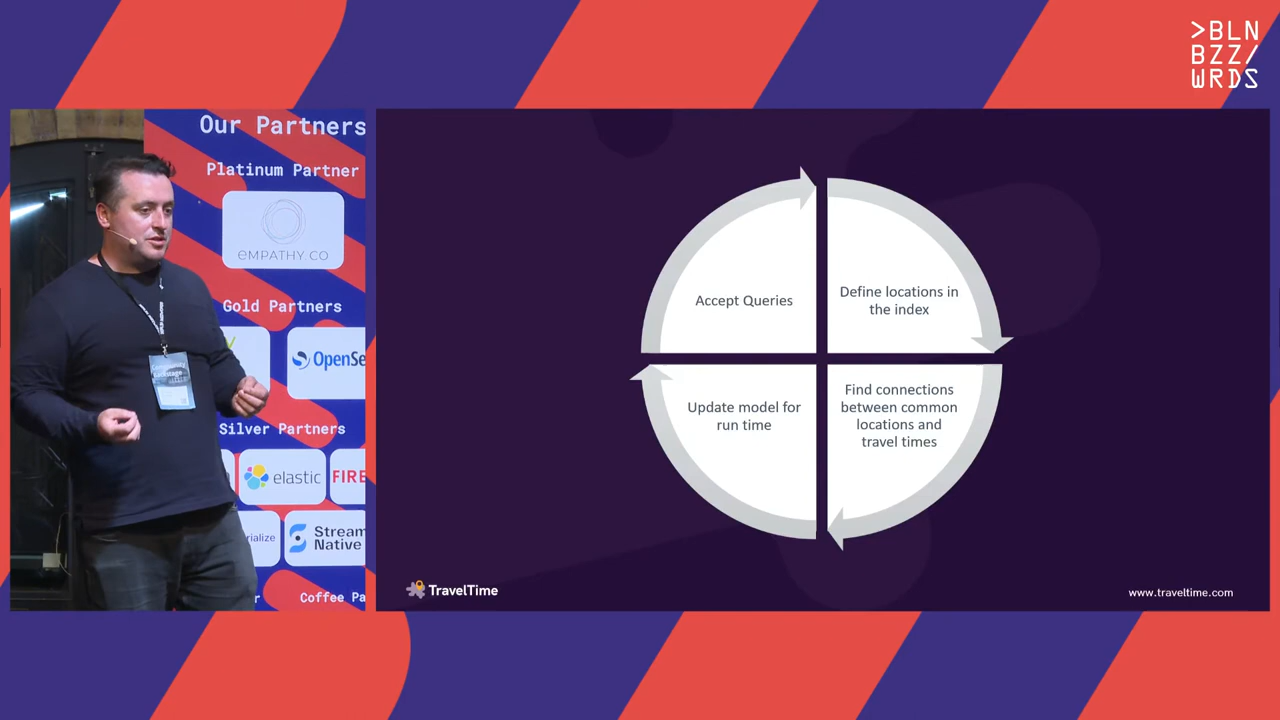 >BLN
BZZ/
WRDS
Our Partners
Platinum Partner
EMPATHY.CO
Gold Partners
OpenSe
Silver Partners
elastic
FIRE
rialize
Stream
Native
r
Coffee Pa
Accept Queries
Define locations in
the index
Find connections
between common
locations and
travel times
Update model for
run time
TravelTime
www.traveltime.com